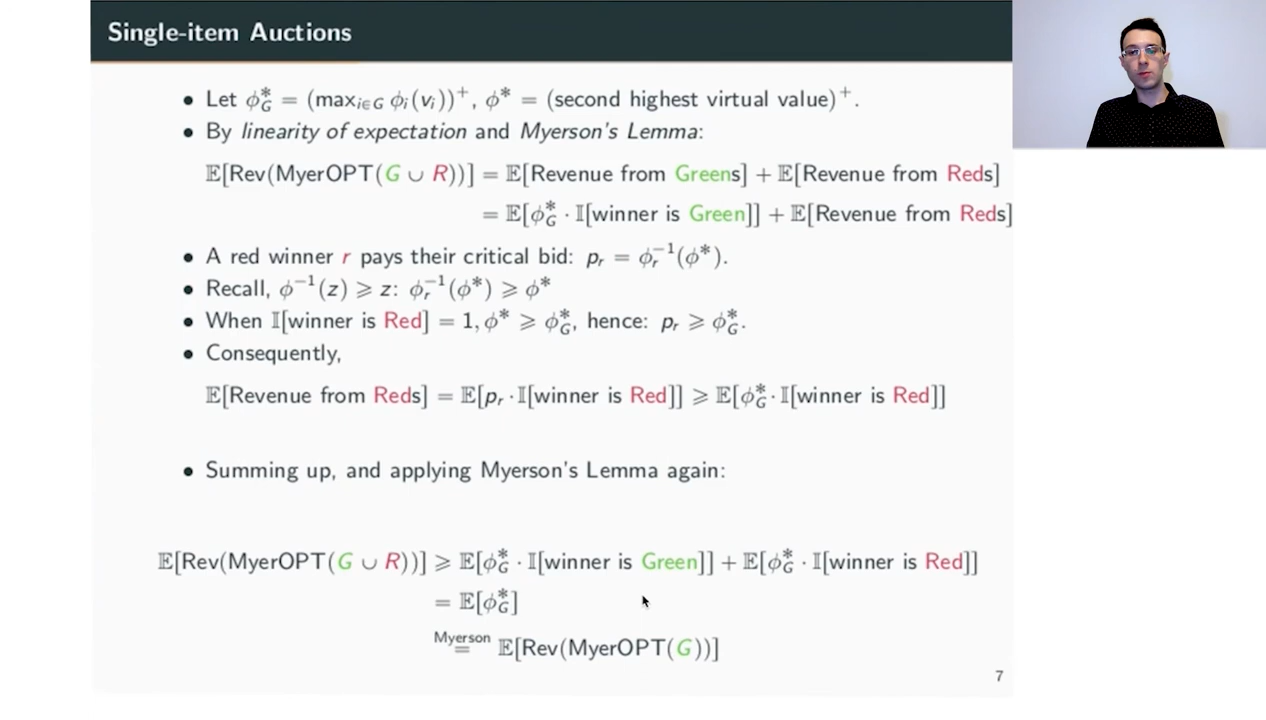 Single-item Auctions
• Let ϕ*_G = (max_{i∈G} ϕ_i(v_i))⁺, ϕ* = (second highest virtual value)⁺.
• By linearity of expectation and Myerson's Lemma:
𝔼[Rev(MyerOPT(G ∪ R))] = 𝔼[Revenue from Greens] + 𝔼[Revenue from Reds]
= 𝔼[ϕ*_G · 𝕀[winner is Green]] + 𝔼[Revenue from Reds]
• A red winner r pays their critical bid: p_r = ϕ_r⁻¹(ϕ*).
• Recall, ϕ⁻¹(z) ⩾ z: ϕ_r⁻¹(ϕ*) ⩾ ϕ*
• When 𝕀[winner is Red] = 1, ϕ* ⩾ ϕ*_G, hence: p_r ⩾ ϕ*_G.
• Consequently,
𝔼[Revenue from Reds] = 𝔼[p_r · 𝕀[winner is Red]] ⩾ 𝔼[ϕ*_G · 𝕀[winner is Red]]
• Summing up, and applying Myerson's Lemma again:
𝔼[Rev(MyerOPT(G ∪ R))] ⩾ 𝔼[ϕ*_G · 𝕀[winner is Green]] + 𝔼[ϕ*_G · 𝕀[winner is Red]]
= 𝔼[ϕ*_G]
Myerson
= 𝔼[Rev(MyerOPT(G))]
7